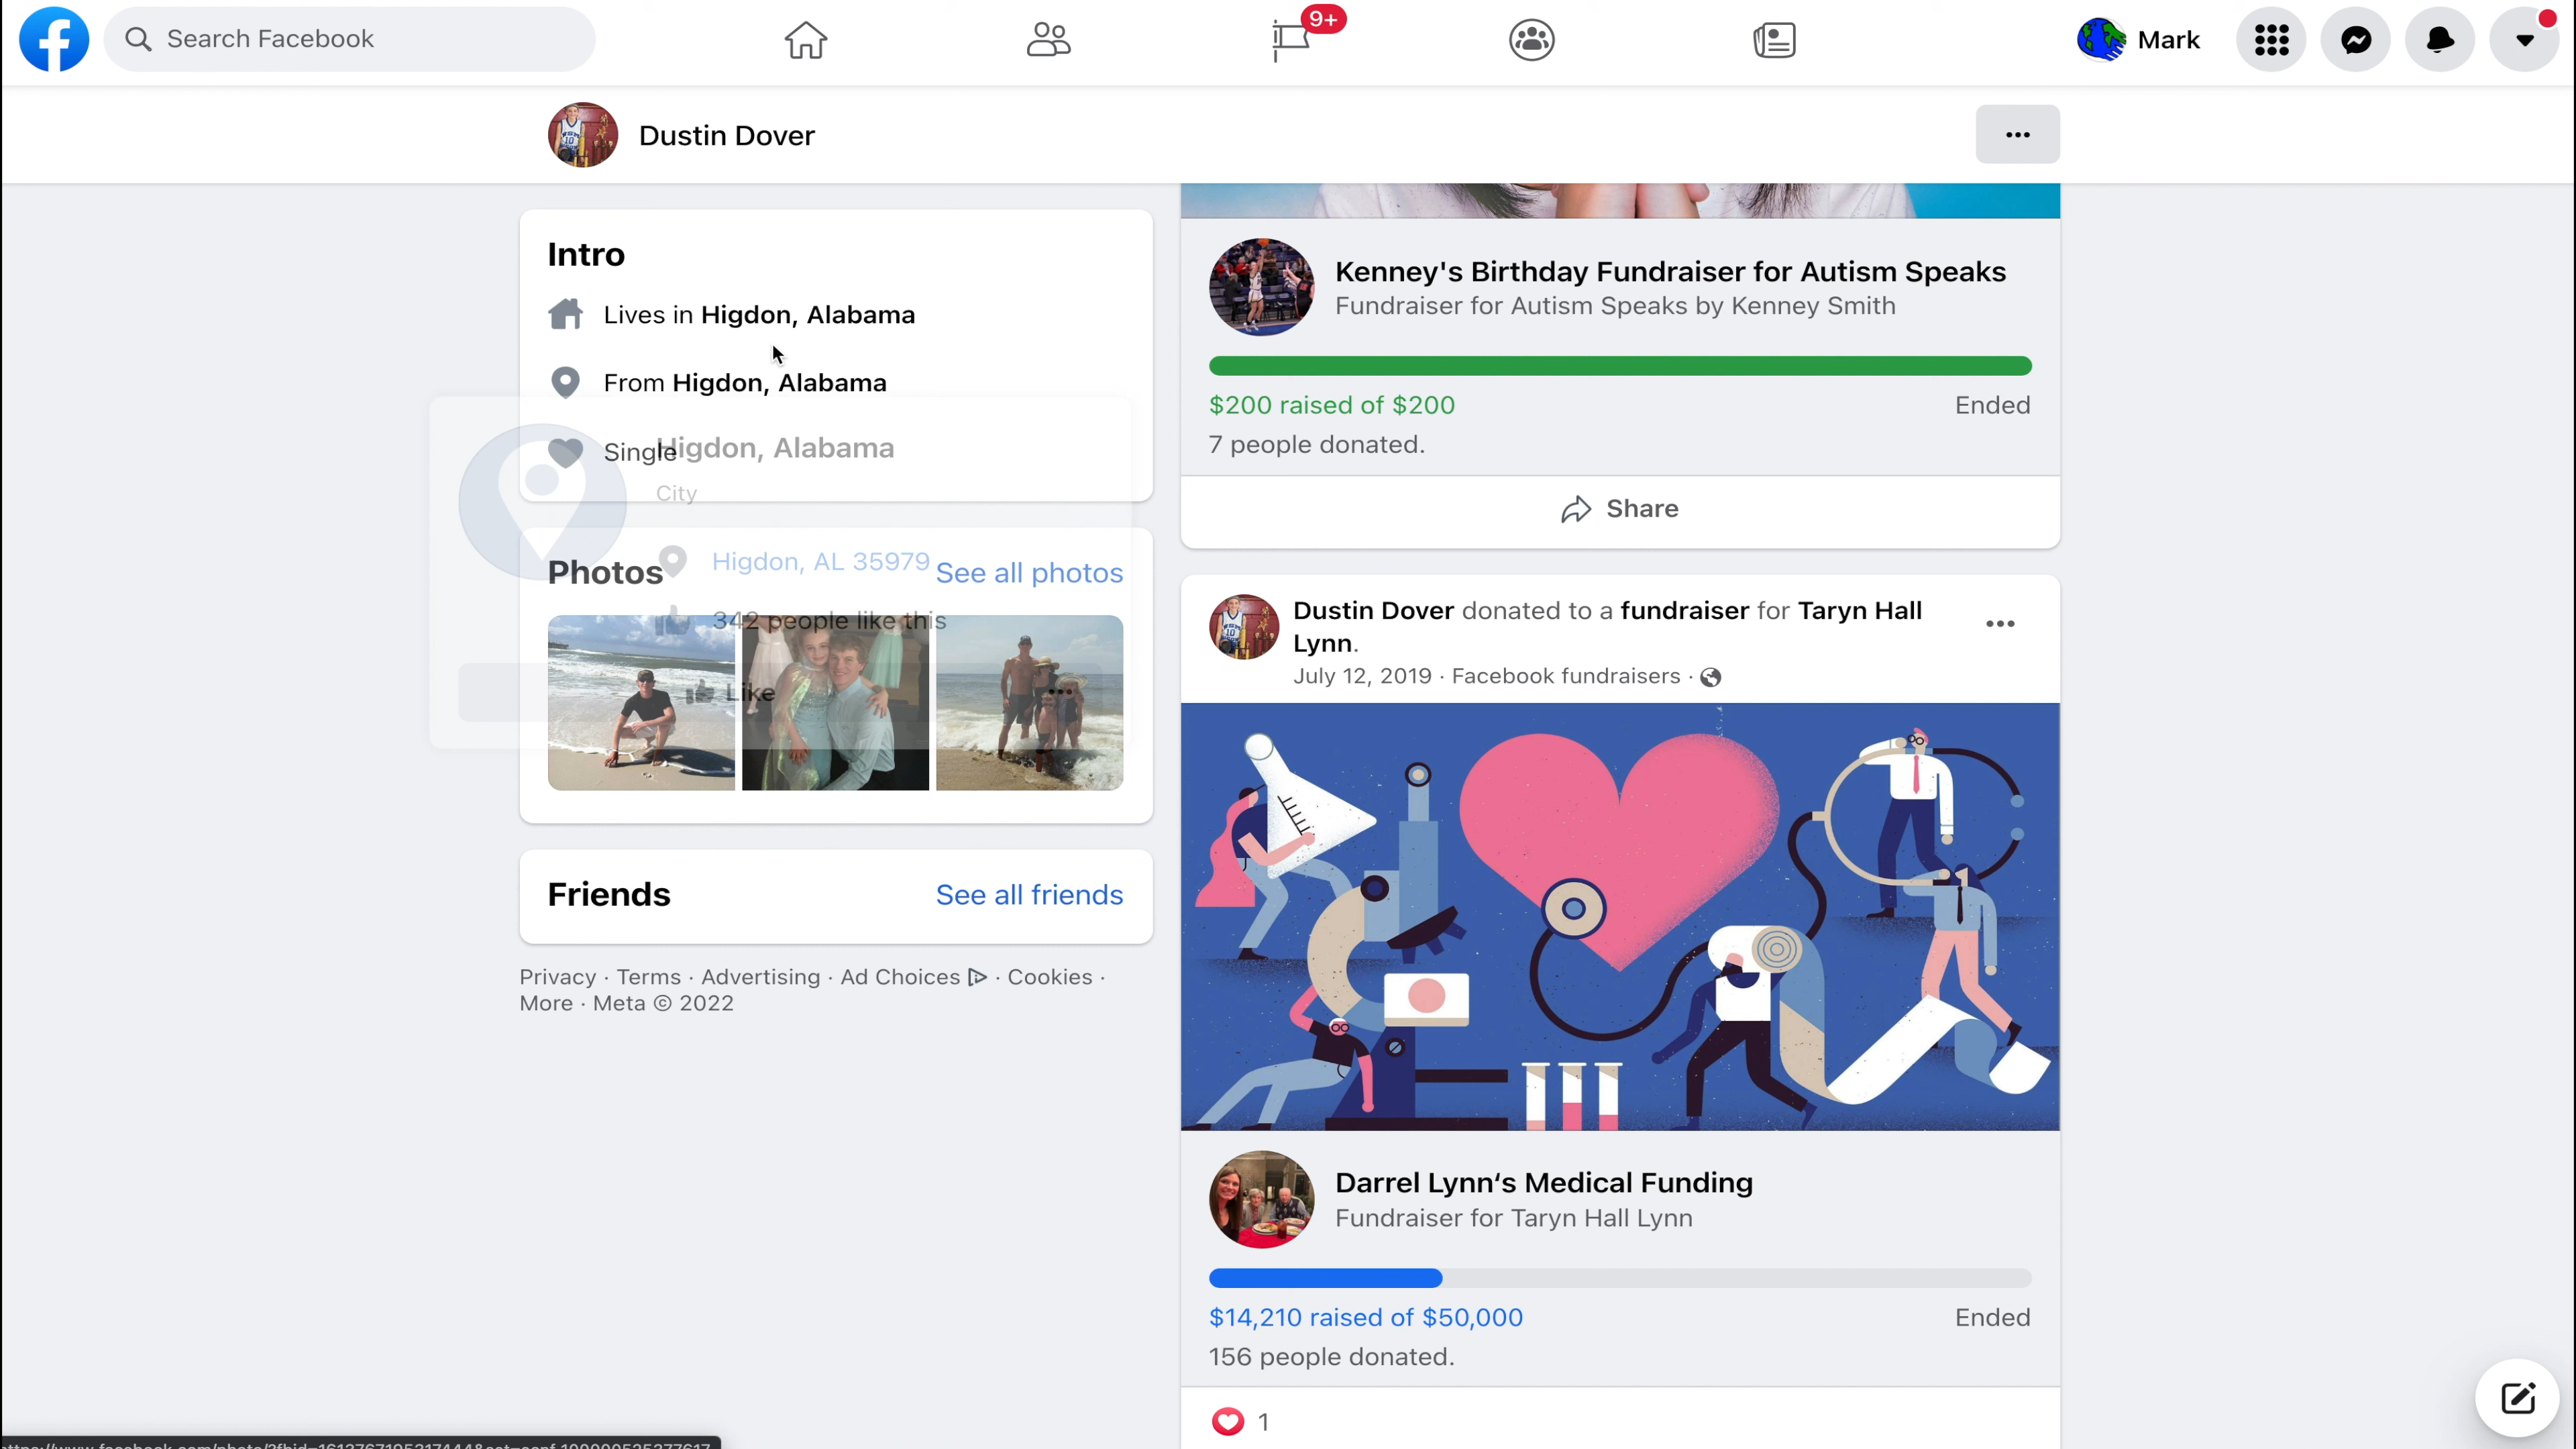 Search Facebook
9+
Mark
Dustin Dover
Intro
Lives in Higdon, Alabama
From Higdon, Alabama
Single
Higdon, Alabama
City
Higdon, AL 35979
342 people like this
Like
Photos
See all photos
Friends
See all friends
Privacy · Terms · Advertising · Ad Choices · Cookies ·
More · Meta © 2022
Kenney's Birthday Fundraiser for Autism Speaks
Fundraiser for Autism Speaks by Kenney Smith
$200 raised of $200
Ended
7 people donated.
Share
Dustin Dover donated to a fundraiser for Taryn Hall
Lynn.
July 12, 2019 · Facebook fundraisers ·
Darrel Lynn‘s Medical Funding
Fundraiser for Taryn Hall Lynn
$14,210 raised of $50,000
Ended
156 people donated.
1